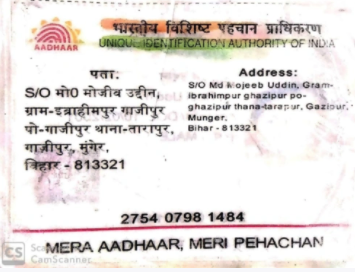 भारतीय विशिष्ट पहचान प्राधिकरण
AADHAAR
UNIQUE IDENTIFICATION AUTHORITY OF INDIA
पता:
S/O मो0 मोजीव उद्दीन,
ग्राम-इब्राहीमपुर गाजीपुर
पो-गाजीपुर थाना-तारापुर,
गाजीपुर, मुंगेर,
बिहार - 813321
Address:
S/O Md Mojeeb Uddin, Gram-
ibrahimpur ghazipur po-
ghazipur thana-tarapur, Gazipur,
Munger,
Bihar - 813321
2754 0798 1484
MERA AADHAAR, MERI PEHACHAN
CS
CamScanner